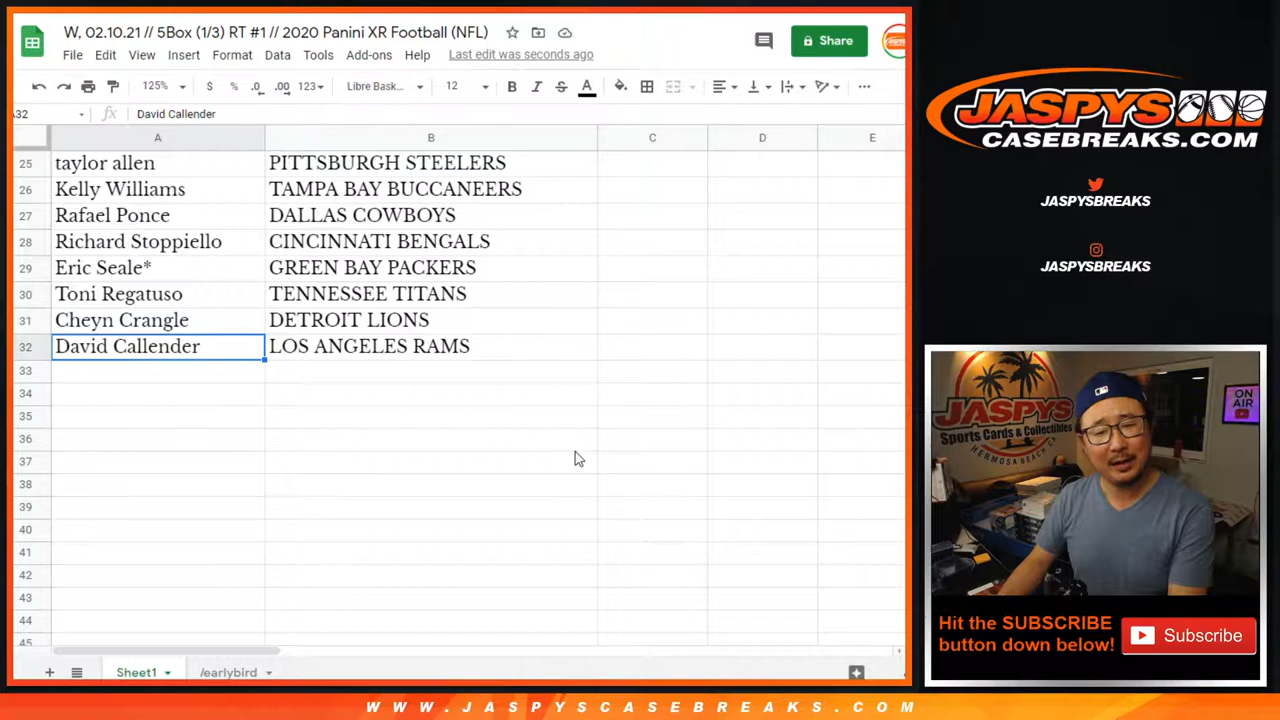 W, 02.10.21 // 5Box (1/3) RT #1 // 2020 Panini XR Football (NFL)
File Edit View Insert Format Data Tools Add-ons Help Last edit was seconds ago
Share
125% $ % .0 .00 123 Libre Bask... 12 B I S A
A32 fx David Callender
A B C D E
25 taylor allen PITTSBURGH STEELERS
26 Kelly Williams TAMPA BAY BUCCANEERS
27 Rafael Ponce DALLAS COWBOYS
28 Richard Stoppiello CINCINNATI BENGALS
29 Eric Seale* GREEN BAY PACKERS
30 Toni Regatuso TENNESSEE TITANS
31 Cheyn Crangle DETROIT LIONS
32 David Callender LOS ANGELES RAMS
33
34
35
36
37
38
39
40
41
42
43
44
45
Sheet1 /earlybird
JASPYS
CASEBREAKS.COM
JASPYSBREAKS
JASPYSBREAKS
JASPYS
Sports Cards & Collectibles
HERMOSA BEACH CA
ON
AIR
Hit the SUBSCRIBE
button down below!
Subscribe
WWW.JASPYSCASEBREAKS.COM